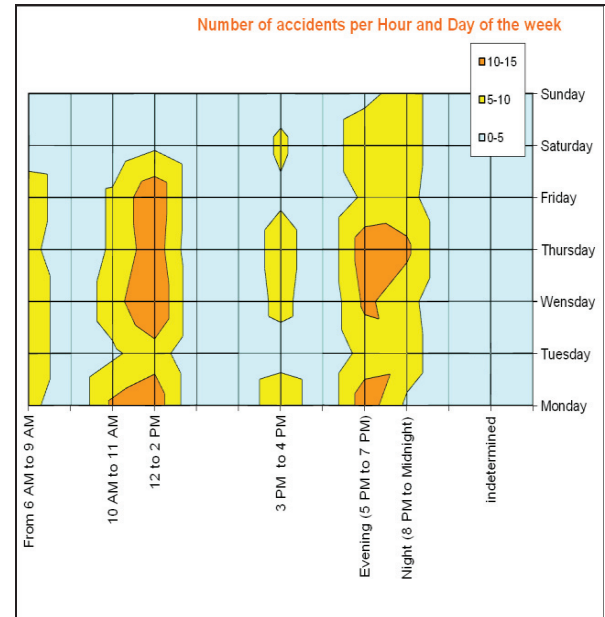 Number of accidents per Hour and Day of the week
10-15
5-10
0-5
Sunday
Saturday
Friday
Thursday
Wensday
Tuesday
Monday
From 6 AM to 9 AM
10 AM to 11 AM
12 to 2 PM
3 PM to 4 PM
Evening (5 PM to 7 PM)
Night (8 PM to Midnight)
indetermined